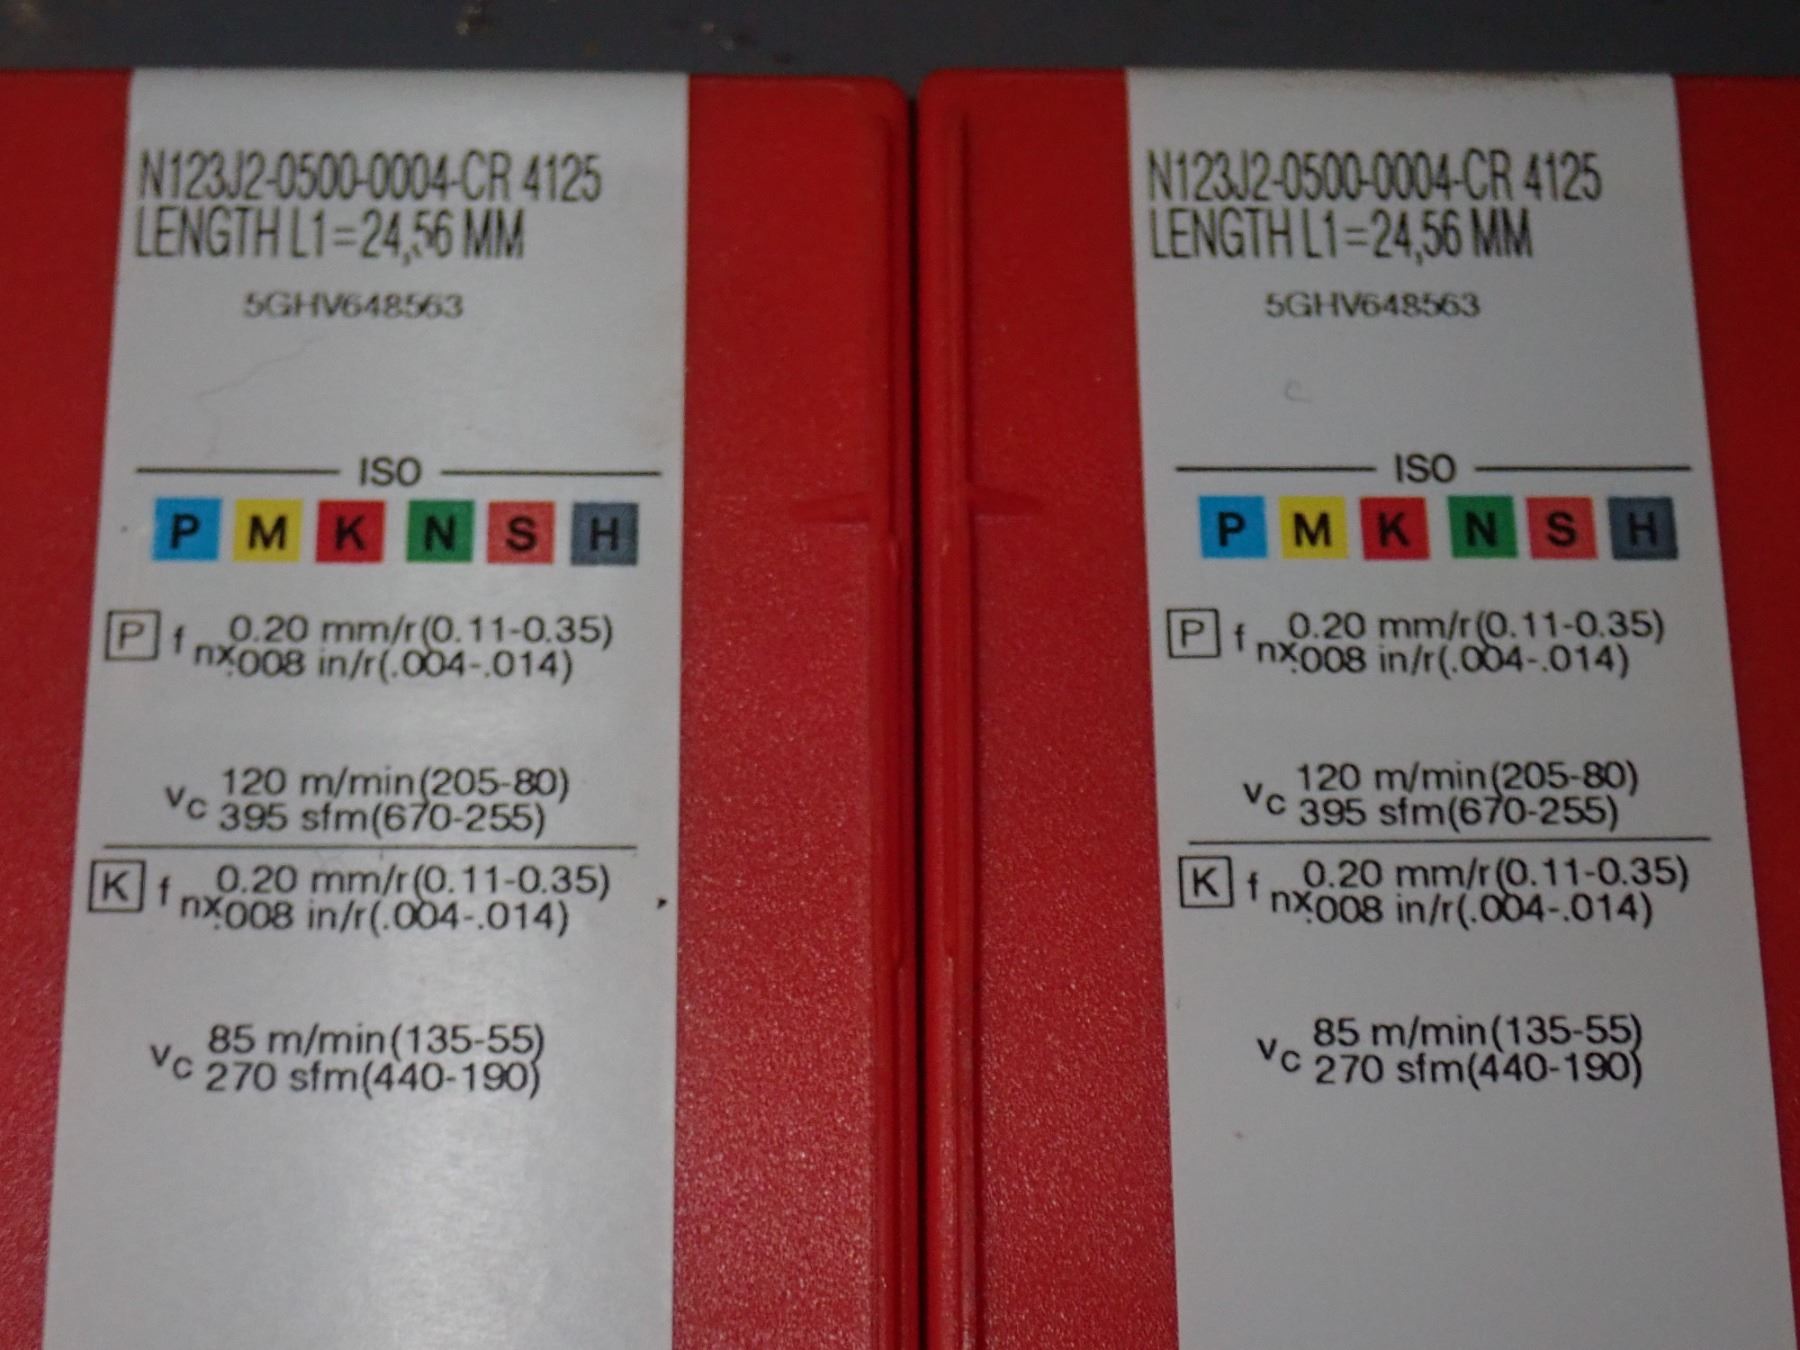 N123J2-0500-0004-CR 4125
LENGTH L1=24,56 MM
5GHV648563
ISO
P M K N S H
P f nx 0.20 mm/r(0.11-0.35)
.008 in/r(.004-.014)
vc 120 m/min(205-80)
395 sfm(670-255)
K f nx 0.20 mm/r(0.11-0.35)
.008 in/r(.004-.014)
vc 85 m/min(135-55)
270 sfm(440-190)
N123J2-0500-0004-CR 4125
LENGTH L1=24,56 MM
5GHV648563
ISO
P M K N S H
P f nx 0.20 mm/r(0.11-0.35)
.008 in/r(.004-.014)
vc 120 m/min(205-80)
395 sfm(670-255)
K f nx 0.20 mm/r(0.11-0.35)
.008 in/r(.004-.014)
vc 85 m/min(135-55)
270 sfm(440-190)